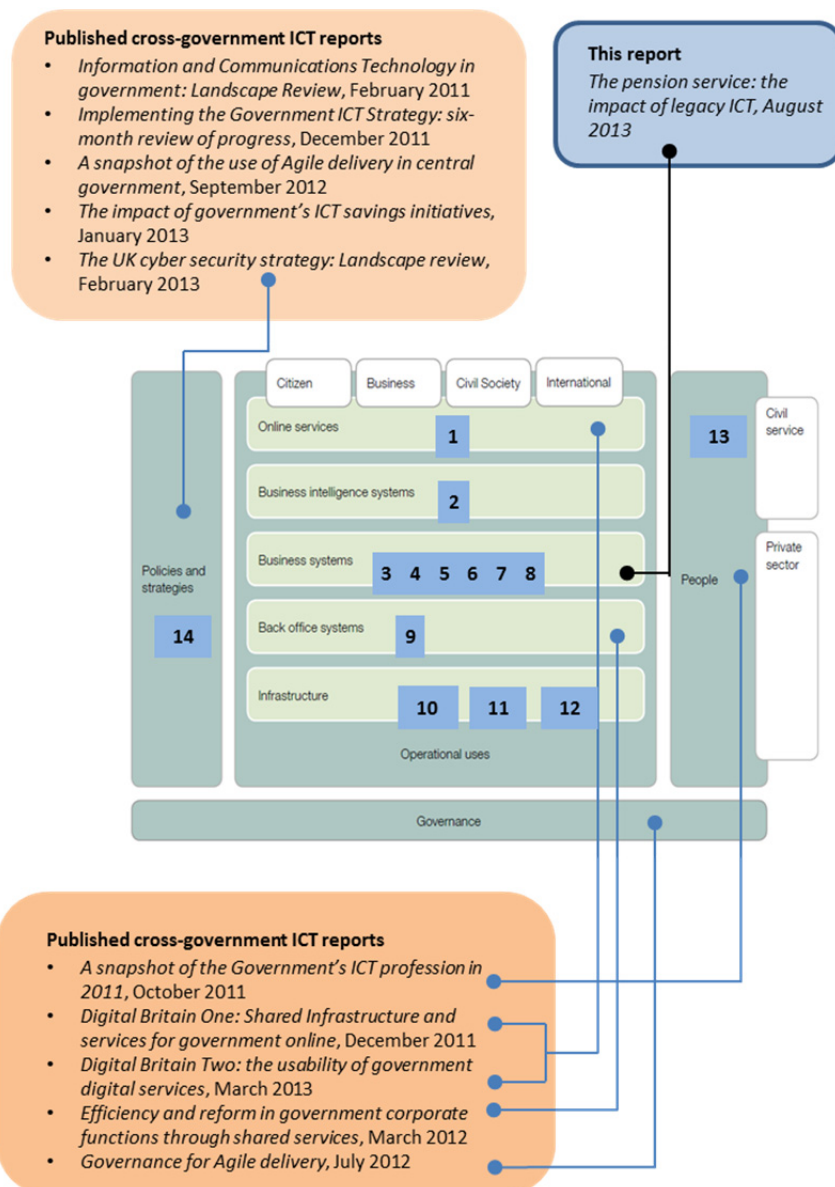 Published cross-government ICT reports
• Information and Communications Technology in
government: Landscape Review, February 2011
• Implementing the Government ICT Strategy: six-
month review of progress, December 2011
• A snapshot of the use of Agile delivery in central
government, September 2012
• The impact of government's ICT savings initiatives,
January 2013
• The UK cyber security strategy: Landscape review,
February 2013
This report
The pension service: the
impact of legacy ICT, August
2013
Citizen
Business
Civil Society
International
Online services
1
Business intelligence systems
2
Business systems
3 4 5 6 7 8
Back office systems
9
Infrastructure
10 11 12
Operational uses
Policies and
strategies
14
13
People
Civil
service
Private
sector
Governance
Published cross-government ICT reports
• A snapshot of the Government's ICT profession in
2011, October 2011
• Digital Britain One: Shared Infrastructure and
services for government online, December 2011
• Digital Britain Two: the usability of government
digital services, March 2013
• Efficiency and reform in government corporate
functions through shared services, March 2012
• Governance for Agile delivery, July 2012